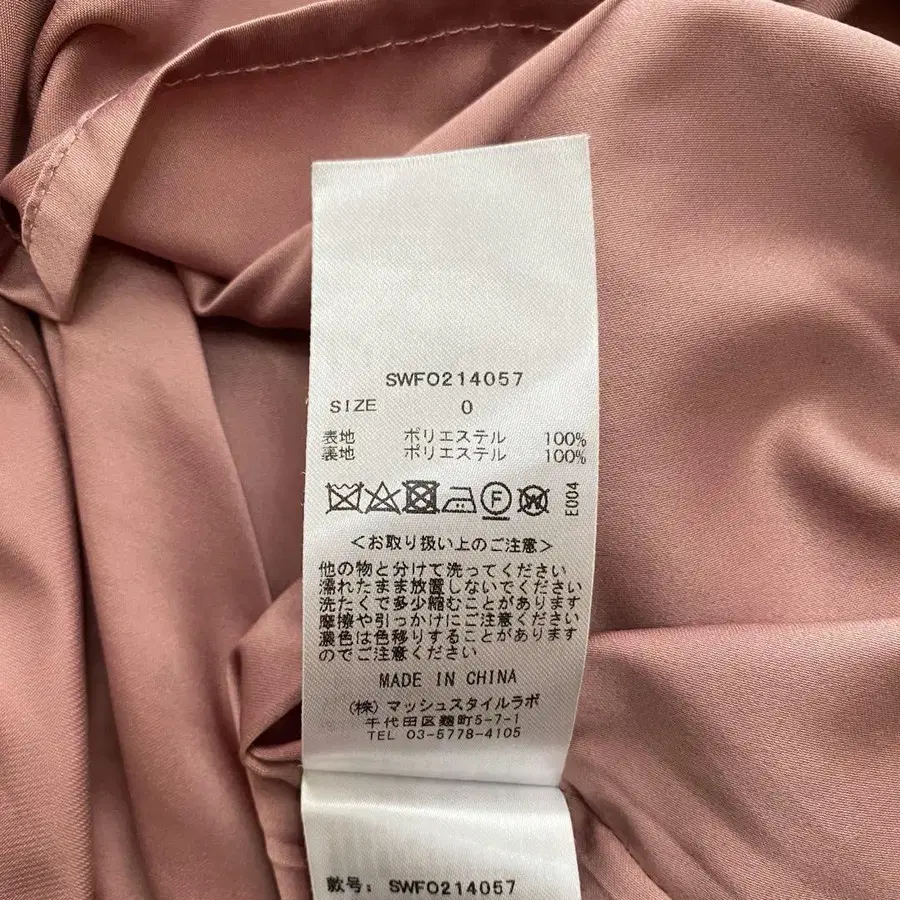 SWFO214057
SIZE 0
表地 ポリエステル 100%
裏地 ポリエステル 100%
F W E004
<お取り扱い上のご注意>
他の物と分けて洗ってください
濡れたまま放置しないでください
洗たくで多少縮むことがあります
摩擦や引っかけにご注意ください
濃色は色移りすることがあります
のでご注意ください
MADE IN CHINA
(株)マッシュスタイルラボ
千代田区麹町5-7-1
TEL 03-5778-4105
款号: SWFO214057